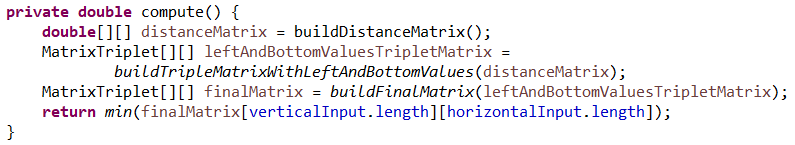 private double compute() {
    double[][] distanceMatrix = buildDistanceMatrix();
    MatrixTriplet[][] leftAndBottomValuesTripletMatrix =
            buildTripleMatrixWithLeftAndBottomValues(distanceMatrix);
    MatrixTriplet[][] finalMatrix = buildFinalMatrix(leftAndBottomValuesTripletMatrix);
    return min(finalMatrix[verticalInput.length][horizontalInput.length]);
}